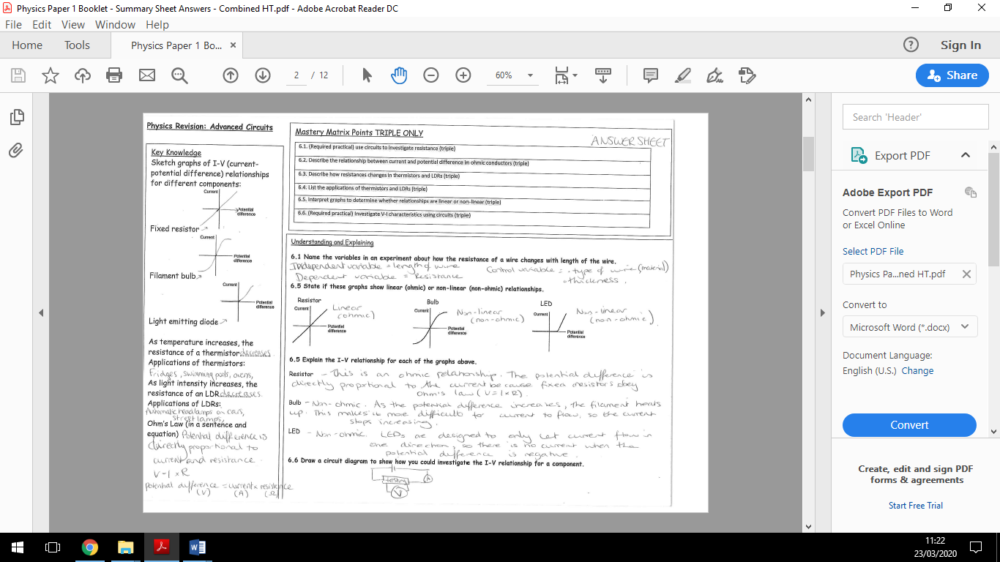 Physics Paper 1 Booklet - Summary Sheet Answers - Combined HT.pdf - Adobe Acrobat Reader DC
File Edit View Window Help
Home Tools Physics Paper 1 Bo... ×
Sign In
2 / 12
60%
Share
Physics Revision: Advanced Circuits
Key Knowledge
Sketch graphs of I-V (current-
potential difference) relationships
for different components:
Current
Potential
difference
Fixed resistor
Current
Potential
difference
Filament bulb
Current
Potential
difference
Light emitting diode
As temperature increases, the
resistance of a thermistor decreases
Applications of thermistors:
Fridges, swimming pools, ovens,
As light intensity increases, the
resistance of an LDR decreases.
Applications of LDRs:
Automatic headlamps on cars,
street lamps,
Ohm's Law (in a sentence and
equation) Potential difference is
directly proportional to
current and resistance.
V=I×R
Potential difference = current × resistance
(V) (A) (Ω)
Mastery Matrix Points TRIPLE ONLY
ANSWER SHEET
6.1. (Required practical) use circuits to investigate resistance (triple)
6.2. Describe the relationship between current and potential difference in ohmic conductors (triple)
6.3. Describe how resistances changes in thermistors and LDRs (triple)
6.4. List the applications of thermistors and LDRs (triple)
6.5. Interpret graphs to determine whether relationships are linear or non-linear (triple)
6.6. (Required practical) Investigate V-I characteristics using circuits (triple)
Understanding and Explaining
6.1 Name the variables in an experiment about how the resistance of a wire changes with length of the wire.
Independent variable = length of wire
Control variable = • type of wire (material)
Dependent variable = Resistance
• thickness.
6.5 State if these graphs show linear (ohmic) or non-linear (non-ohmic) relationships.
Resistor
Current
Potential
difference
Linear
(ohmic)
Bulb
Current
Potential
difference
Non-linear
(non-ohmic)
LED
Current
Potential
difference
Non-linear
(non-ohmic).
6.5 Explain the I-V relationship for each of the graphs above.
Resistor - This is an ohmic relationship. The potential difference is
directly proportional to the current because fixed resistors obey
Ohm's law (V=I×R).
Bulb - Non-ohmic. As the potential difference increases, the filament heats
up. This makes it more difficult for current to flow, so the current
stops increasing.
LED - Non-ohmic. LEDs are designed to only let current flow in
one direction, so there is no current when the
potential difference is negative.
6.6 Draw a circuit diagram to show how you could investigate the I-V relationship for a component.
testing
A
V
Search 'Header'
Export PDF
Adobe Export PDF
Convert PDF Files to Word
or Excel Online
Select PDF File
Physics Pa...ned HT.pdf
Convert to
Microsoft Word (*.docx)
Document Language:
English (U.S.) Change
Convert
Create, edit and sign PDF
forms & agreements
Start Free Trial
11:22
23/03/2020